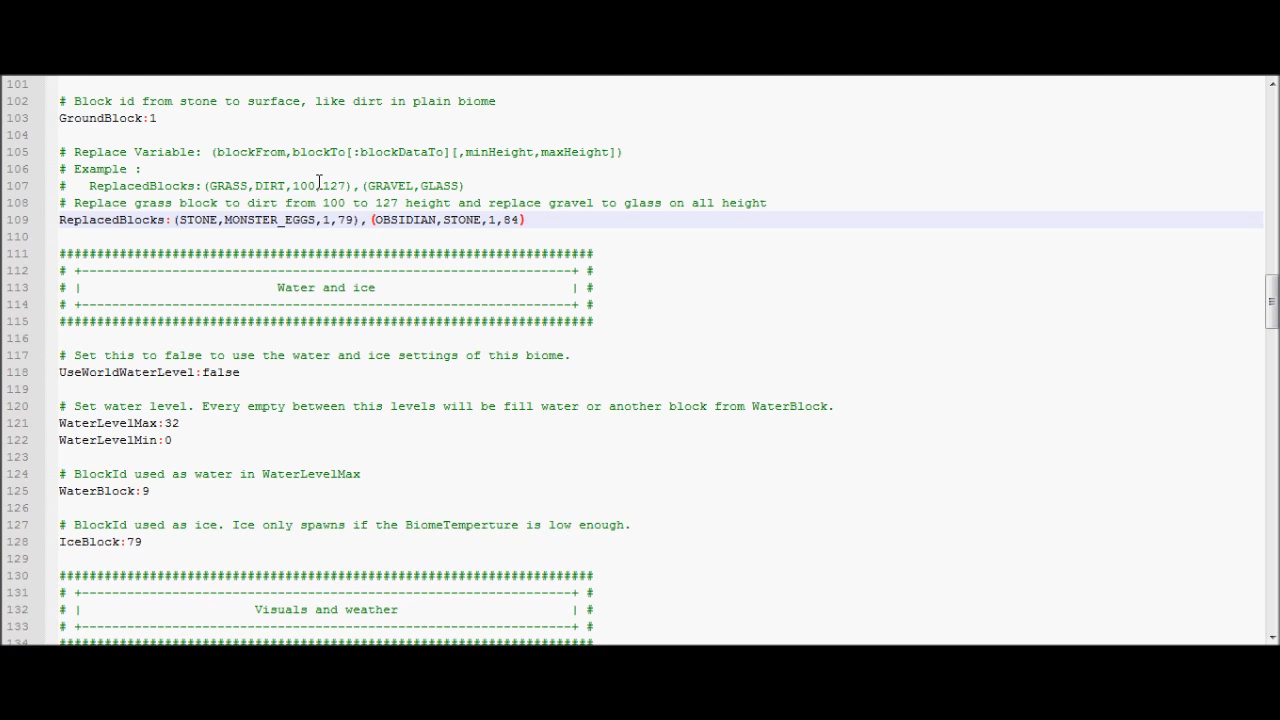 101
102 # Block id from stone to surface, like dirt in plain biome
103 GroundBlock:1
104
105 # Replace Variable: (blockFrom,blockTo[:blockDataTo][,minHeight,maxHeight])
106 # Example :
107 #   ReplacedBlocks:(GRASS,DIRT,100,127),(GRAVEL,GLASS)
108 # Replace grass block to dirt from 100 to 127 height and replace gravel to glass on all height
109 ReplacedBlocks:(STONE,MONSTER_EGGS,1,79),(OBSIDIAN,STONE,1,84)
110
111 #######################################################################
112 # +-----------------------------------------------------------------+ #
113 # |                          Water and ice                        | #
114 # +-----------------------------------------------------------------+ #
115 #######################################################################
116
117 # Set this to false to use the water and ice settings of this biome.
118 UseWorldWaterLevel:false
119
120 # Set water level. Every empty between this levels will be fill water or another block from WaterBlock.
121 WaterLevelMax:32
122 WaterLevelMin:0
123
124 # BlockId used as water in WaterLevelMax
125 WaterBlock:9
126
127 # BlockId used as ice. Ice only spawns if the BiomeTemperture is low enough.
128 IceBlock:79
129
130 #######################################################################
131 # +-----------------------------------------------------------------+ #
132 # |                       Visuals and weather                     | #
133 # +-----------------------------------------------------------------+ #
134 #######################################################################